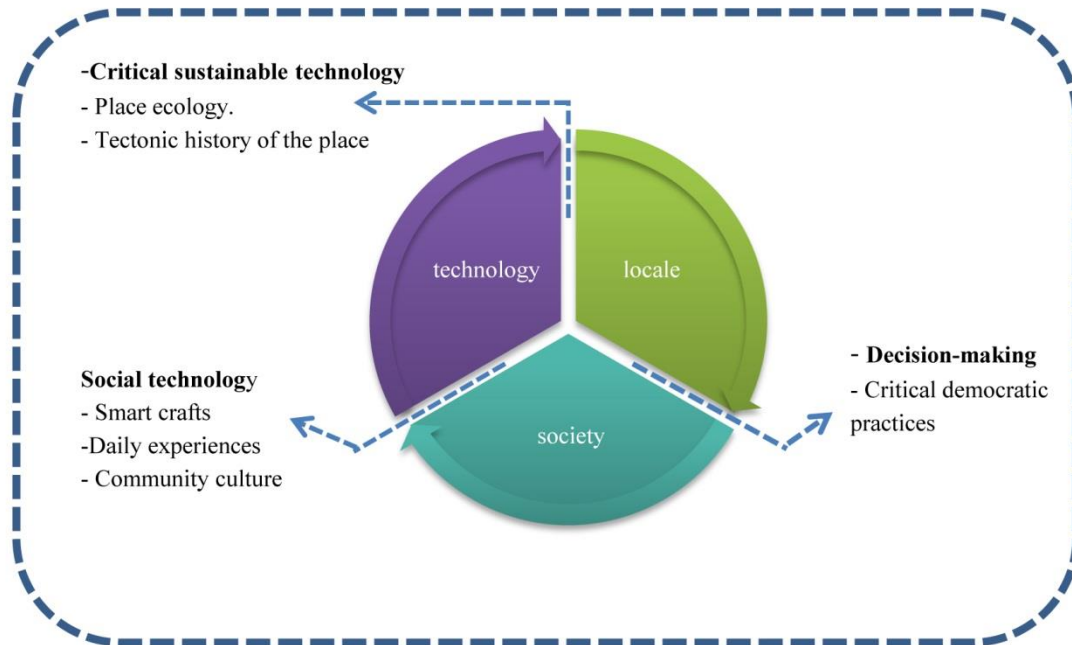 -Critical sustainable technology
- Place ecology.
- Tectonic history of the place
technology
locale
society
Social technology
- Smart crafts
-Daily experiences
- Community culture
- Decision-making
- Critical democratic
practices